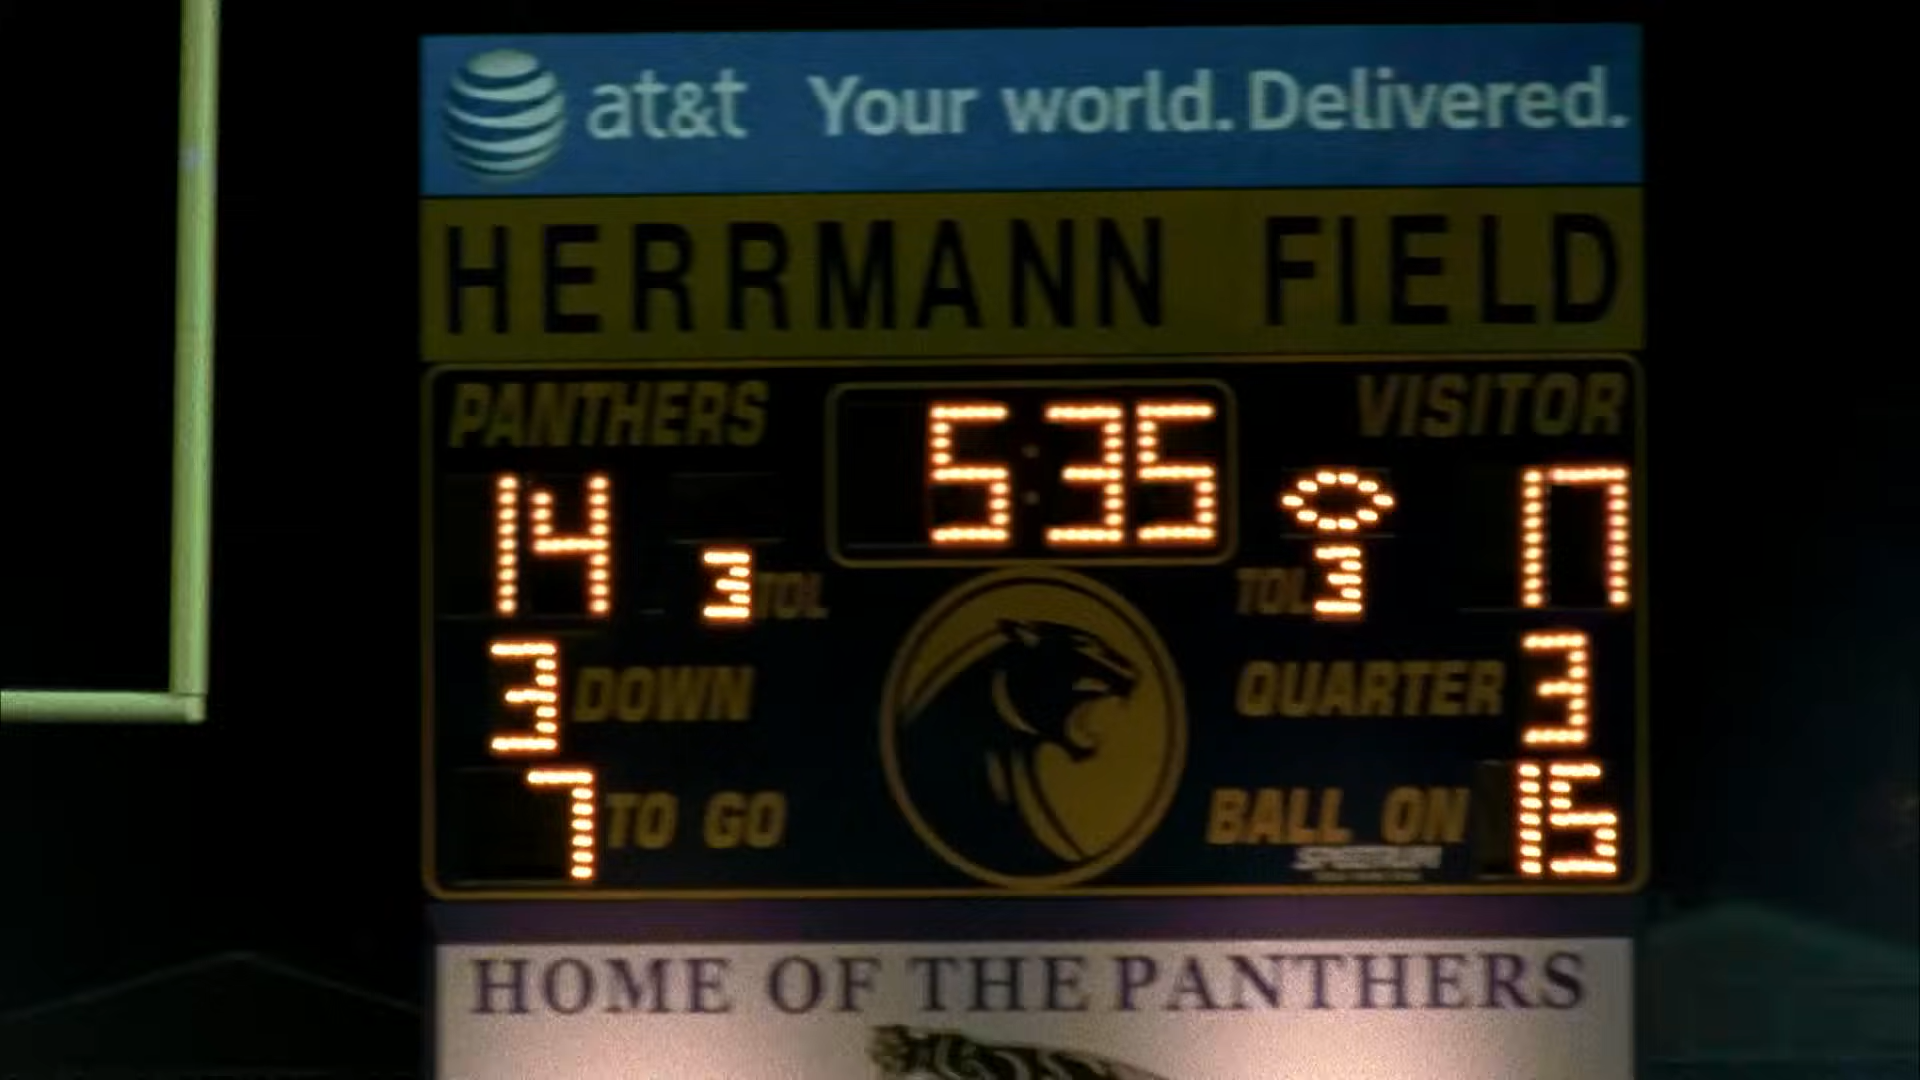 at&t Your world. Delivered.
HERRMANN FIELD
PANTHERS 5:35 VISITOR
14 3 TOL TOL 3
3 DOWN QUARTER 3
7 TO GO BALL ON 15
HOME OF THE PANTHERS